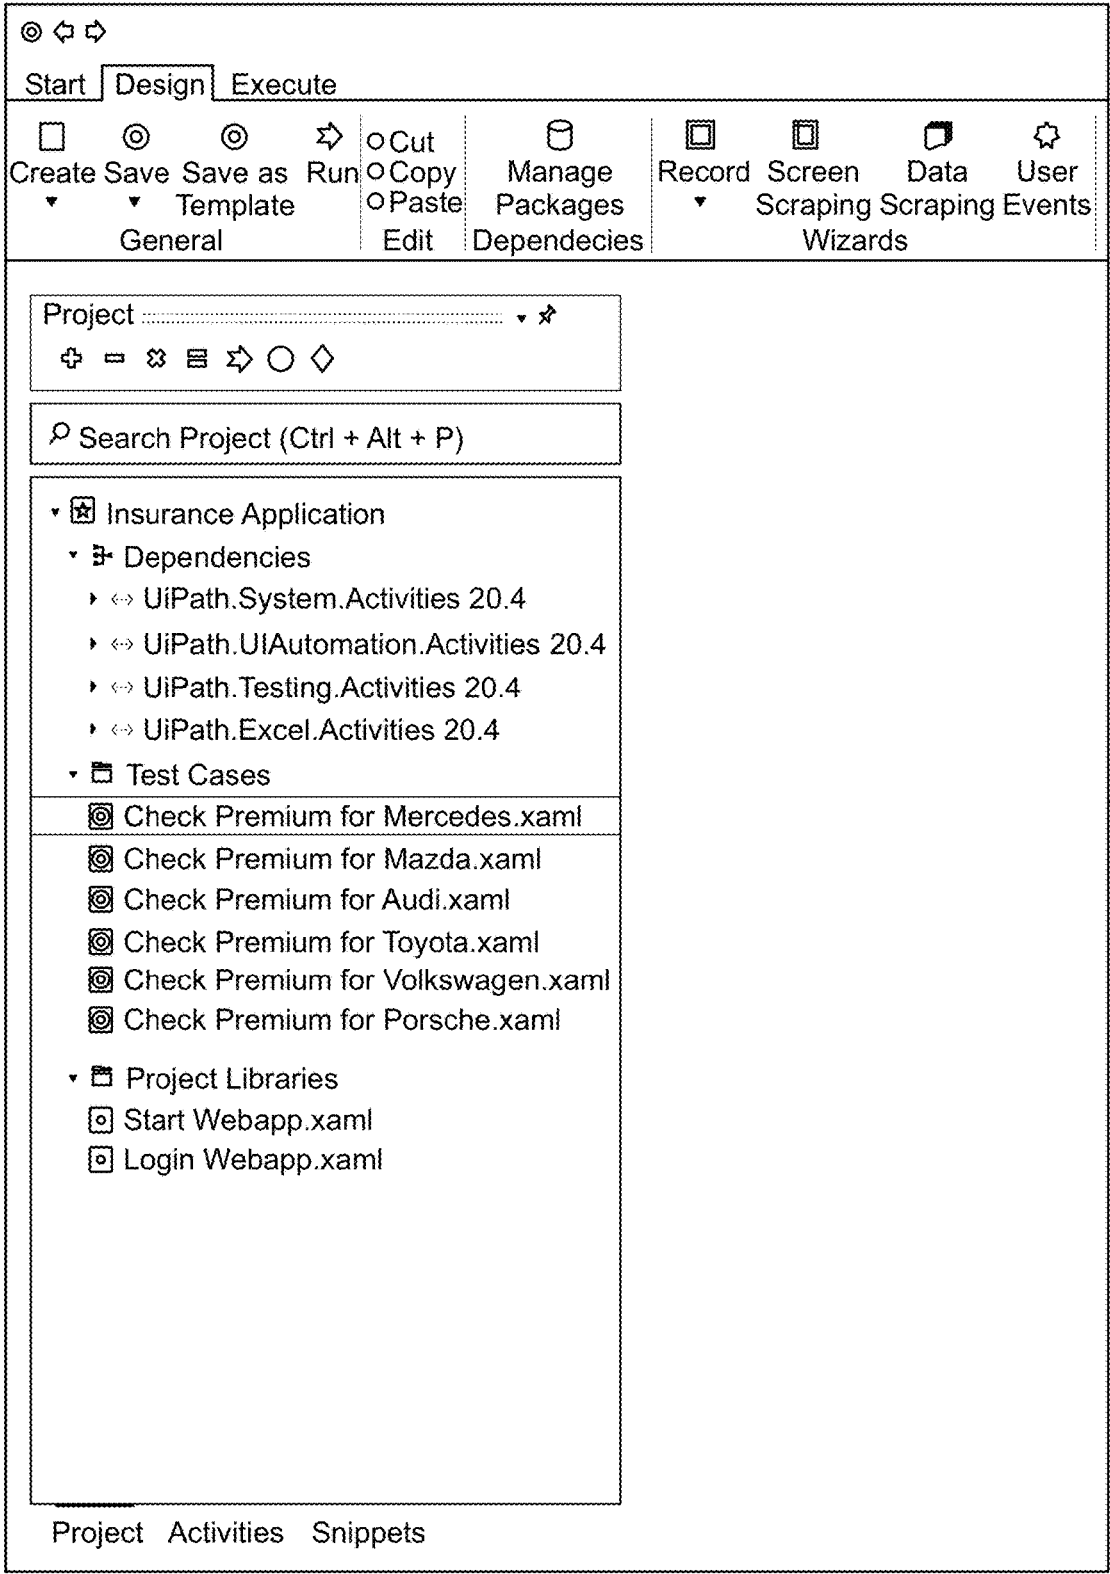 Start Design Execute
Create Save Save as Template Run
General
Cut
Copy
Paste
Edit
Manage Packages
Dependecies
Record Screen Scraping Data Scraping User Events
Wizards
Project
Search Project (Ctrl + Alt + P)
Insurance Application
Dependencies
UiPath.System.Activities 20.4
UiPath.UIAutomation.Activities 20.4
UiPath.Testing.Activities 20.4
UiPath.Excel.Activities 20.4
Test Cases
Check Premium for Mercedes.xaml
Check Premium for Mazda.xaml
Check Premium for Audi.xaml
Check Premium for Toyota.xaml
Check Premium for Volkswagen.xaml
Check Premium for Porsche.xaml
Project Libraries
Start Webapp.xaml
Login Webapp.xaml
Project Activities Snippets